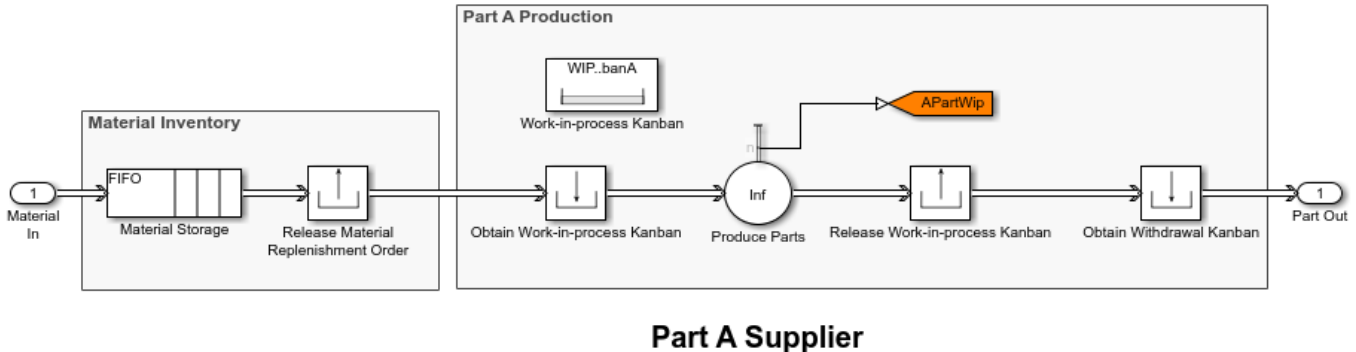 Part A Production
WIP..banA
Work-in-process Kanban
APartWip
Material Inventory
n
FIFO
1
Material
In
Material Storage
Release Material
Replenishment Order
Obtain Work-in-process Kanban
Inf
Produce Parts
Release Work-in-process Kanban
Obtain Withdrawal Kanban
1
Part Out
Part A Supplier